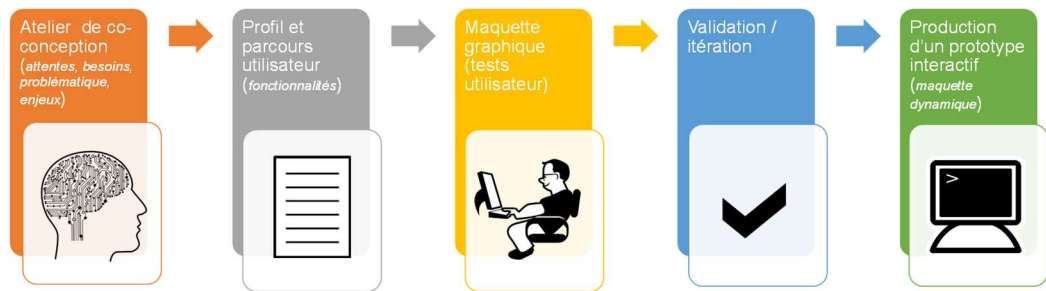 Atelier de co-
conception
(attentes, besoins,
problématique,
enjeux)
Profil et
parcours
utilisateur
(fonctionnalités)
Maquette
graphique
(tests
utilisateur)
Validation /
itération
Production
d'un prototype
interactif
(maquette
dynamique)
>